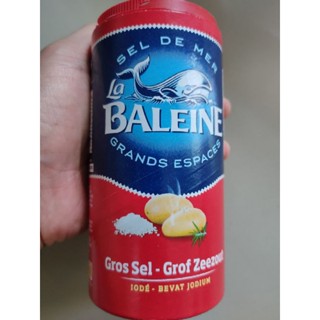 SEL DE MER
La
BALEINE
GRANDS ESPACES
Gros Sel - Grof Zeezout
IODÉ - BEVAT JODIUM